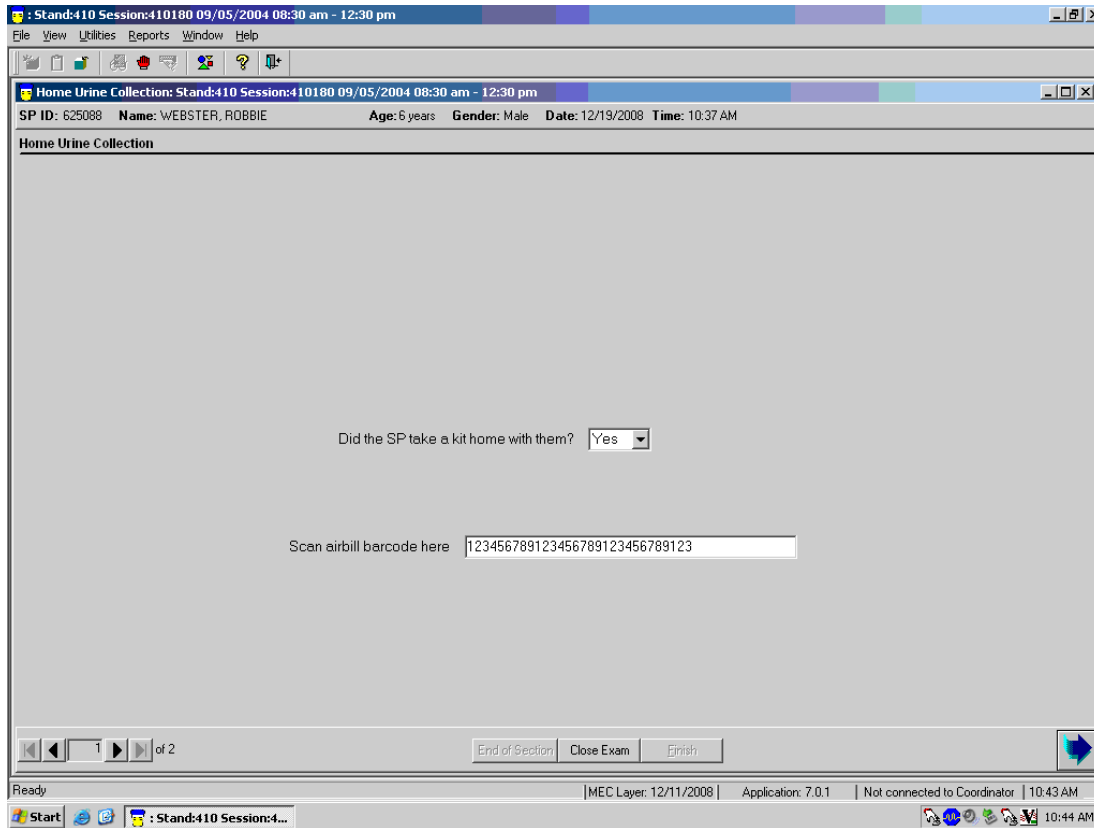 : Stand:410 Session:410180 09/05/2004 08:30 am - 12:30 pm
File View Utilities Reports Window Help
Home Urine Collection: Stand:410 Session:410180 09/05/2004 08:30 am - 12:30 pm
SP ID: 625088 Name: WEBSTER, ROBBIE Age: 6 years Gender: Male Date: 12/19/2008 Time: 10:37 AM
Home Urine Collection
Did the SP take a kit home with them? Yes
Scan airbill barcode here 123456789123456789123456789123
1 of 2 End of Section Close Exam Finish
Ready MEC Layer: 12/11/2008 Application: 7.0.1 Not connected to Coordinator 10:43 AM
Start : Stand:410 Session:4... 10:44 AM